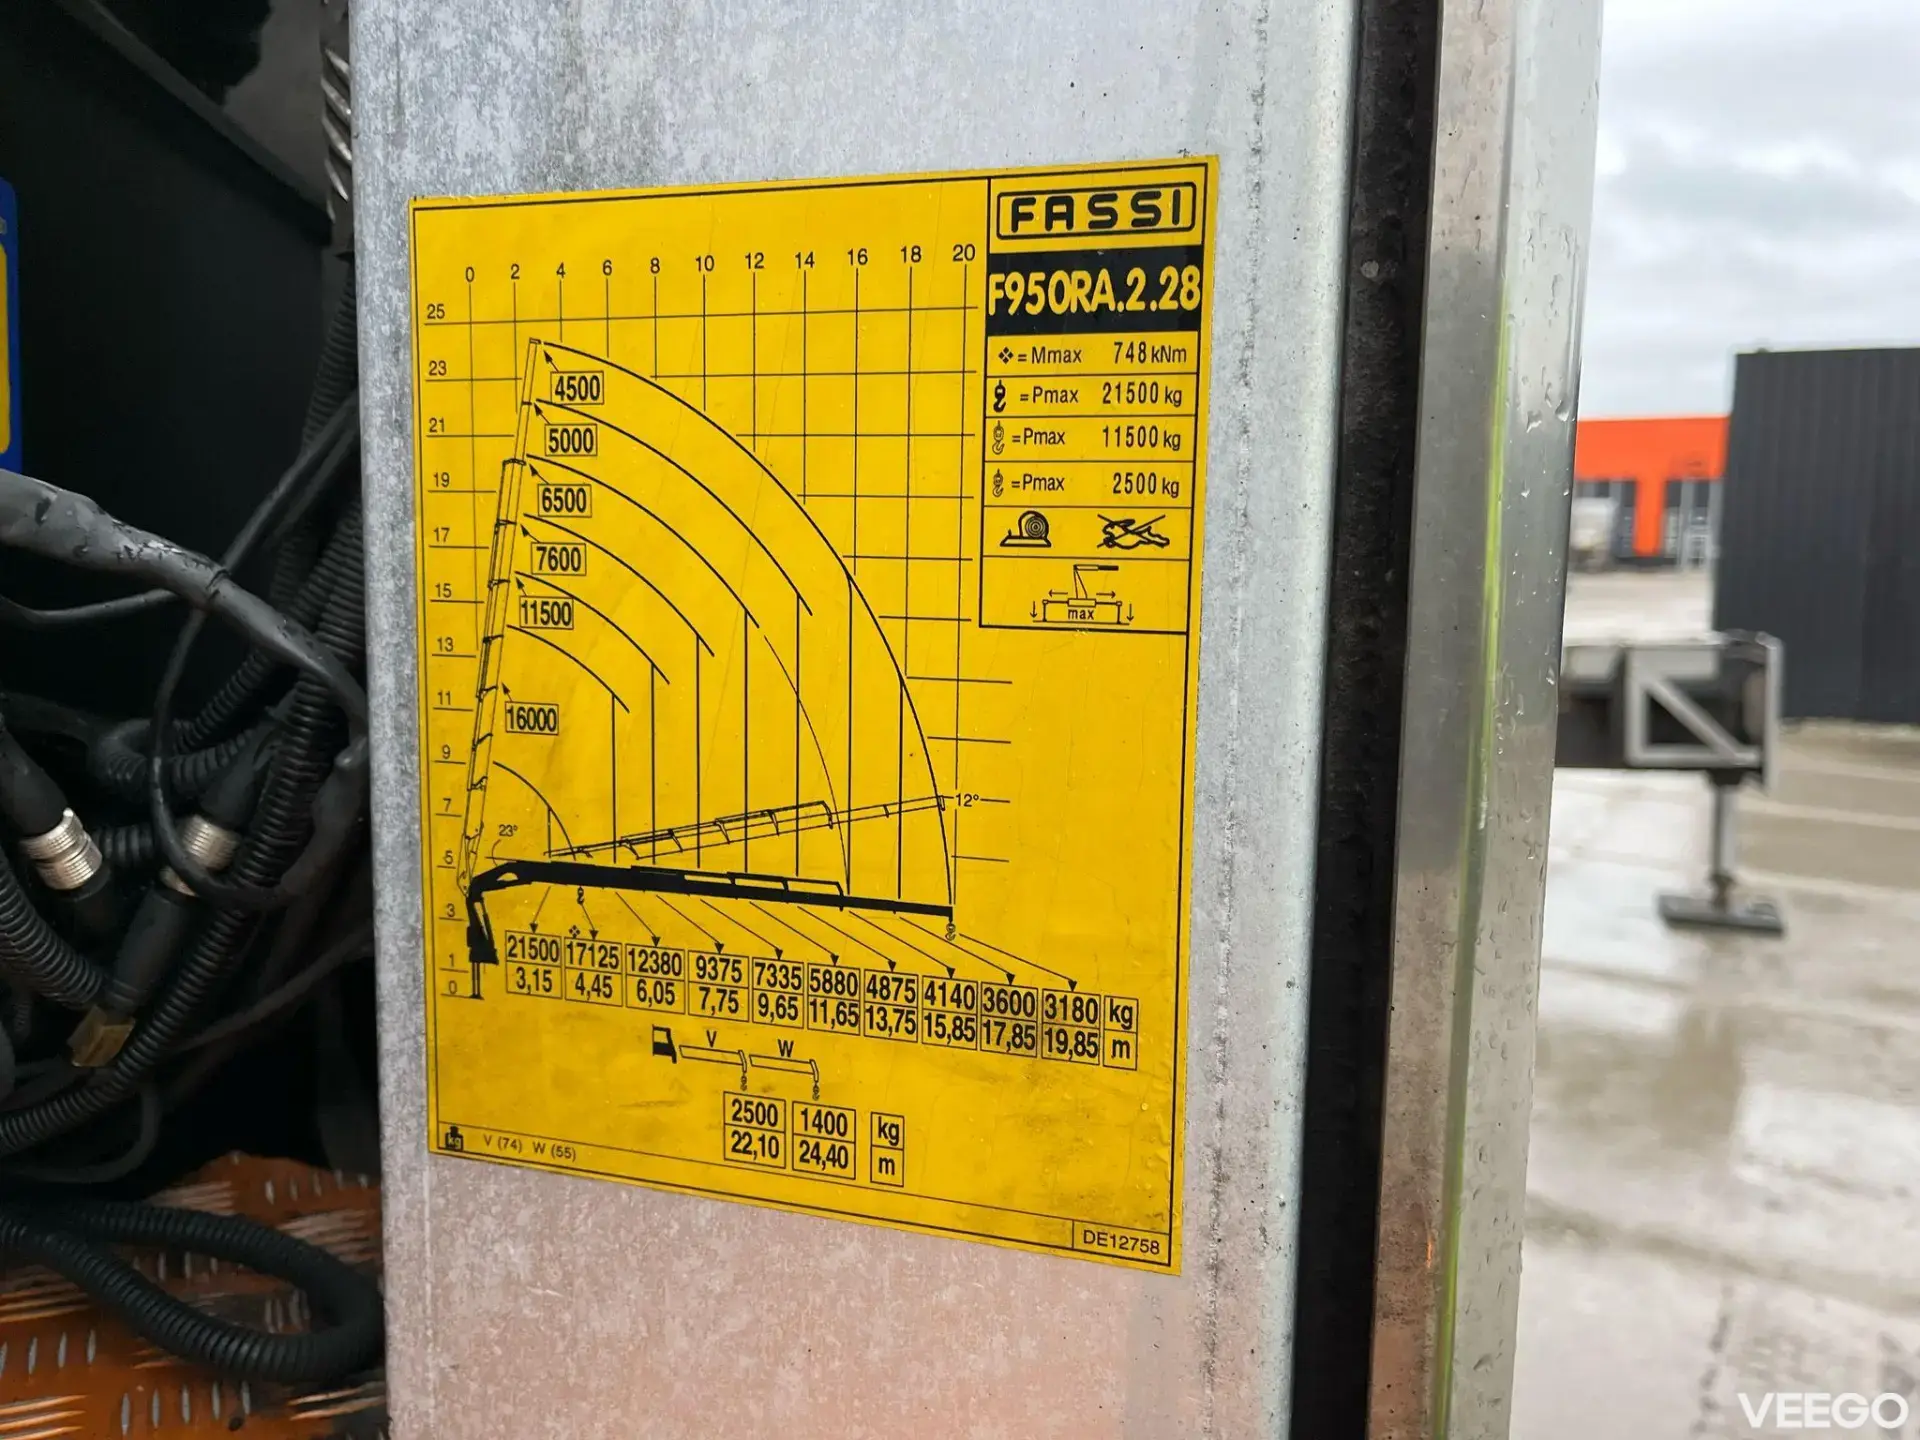 FASSI
F950RA.2.28
= Mmax 748 kNm
= Pmax 21500 kg
= Pmax 11500 kg
= Pmax 2500 kg
max
0 2 4 6 8 10 12 14 16 18 20
25
23
21
19
17
15
13
11
9
7
5
3
1
0
4500
5000
6500
7600
11500
16000
12°
23°
21500 17125 12380 9375 7335 5880 4875 4140 3600 3180 kg
3,15 4,45 6,05 7,75 9,65 11,65 13,75 15,85 17,85 19,85 m
V W
2500 1400 kg
22,10 24,40 m
kg V (74) W (55)
DE12758
VEEGO